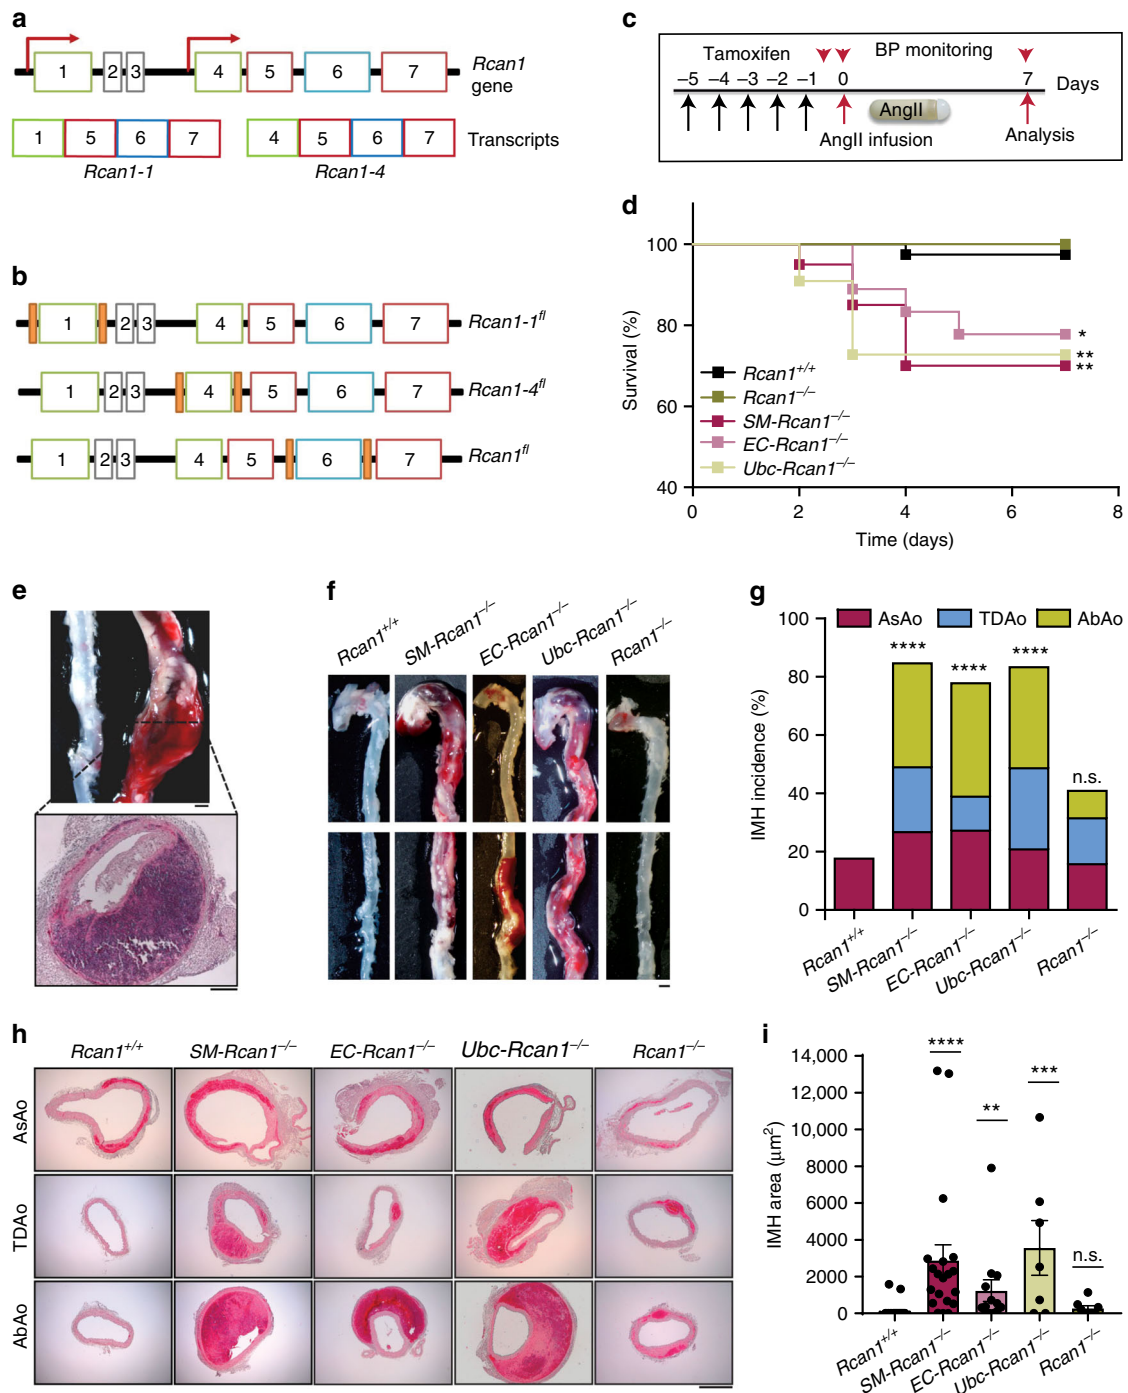 a
1 2 3 4 5 6 7 Rcan1 gene
1 5 6 7 4 5 6 7 Transcripts
Rcan1-1 Rcan1-4
b
1 2 3 4 5 6 7 Rcan1-1fl
1 2 3 4 5 6 7 Rcan1-4fl
1 2 3 4 5 6 7 Rcan1fl
c
Tamoxifen BP monitoring
–5 –4 –3 –2 –1 0 7 Days
AngII
AngII infusion Analysis
d
Survival (%)
100
80
60
40
0 2 4 6 8
Time (days)
Rcan1+/+
Rcan1–/–
SM-Rcan1–/–
EC-Rcan1–/–
Ubc-Rcan1–/–
*
**
**
e
f
Rcan1+/+ SM-Rcan1–/– EC-Rcan1–/– Ubc-Rcan1–/– Rcan1–/–
g
AsAo TDAo AbAo
IMH incidence (%)
100
80
60
40
20
0
**** **** **** n.s.
Rcan1+/+ SM-Rcan1–/– EC-Rcan1–/– Ubc-Rcan1–/– Rcan1–/–
h
Rcan1+/+ SM-Rcan1–/– EC-Rcan1–/– Ubc-Rcan1–/– Rcan1–/–
AsAo
TDAo
AbAo
i
IMH area (µm2)
14,000
12,000
10,000
8000
6000
4000
2000
0
**** ** *** n.s.
Rcan1+/+ SM-Rcan1–/– EC-Rcan1–/– Ubc-Rcan1–/– Rcan1–/–